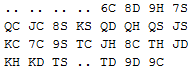 .. .. .. .. 6C 8D 9H 7S
QC JC 8S KS QD QH QS JS
KC 7C 9S TC JH 8C TH JD
KH KD TS .. TD 9D 9C